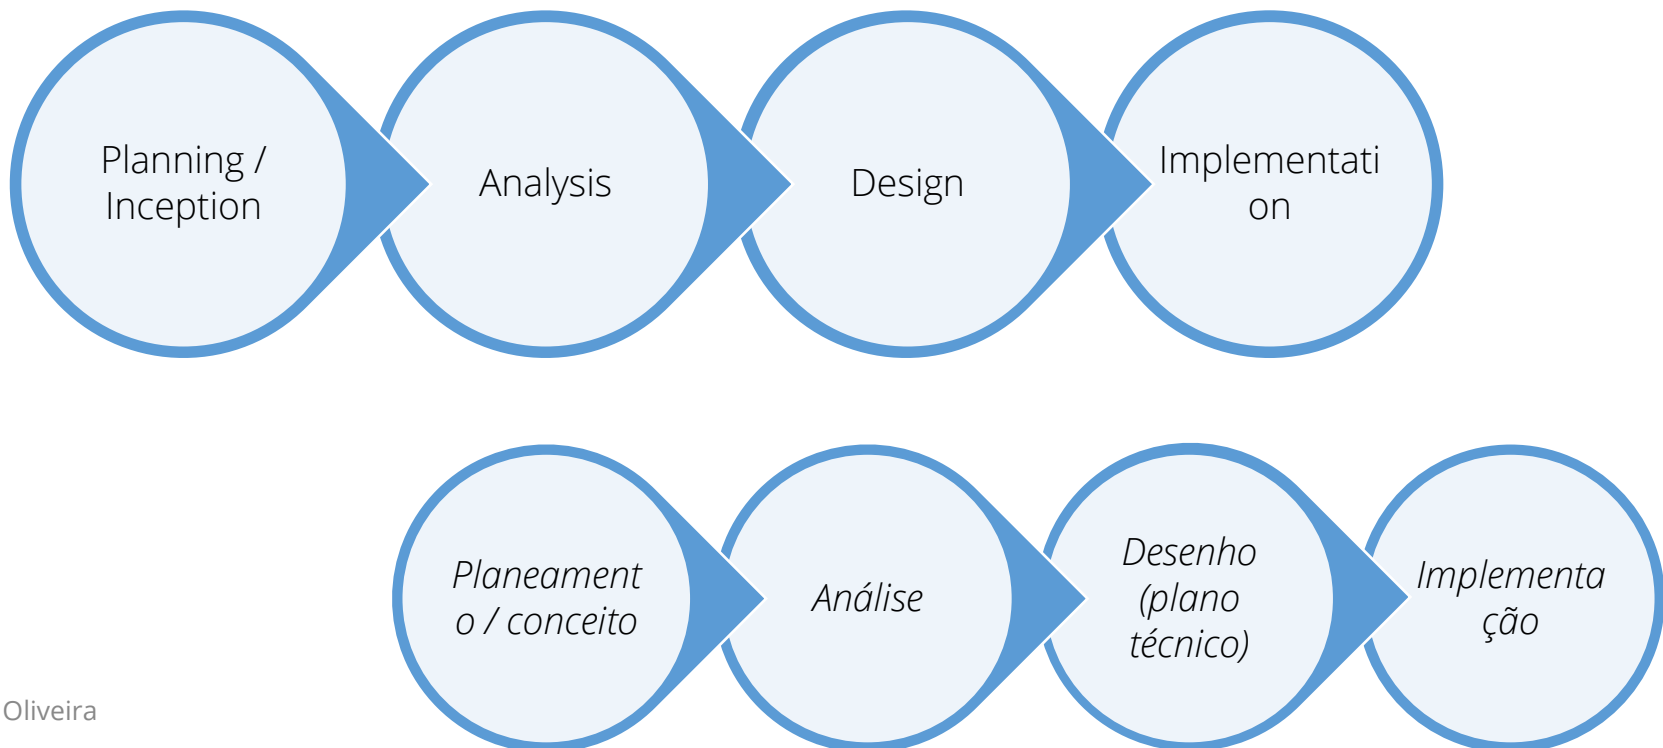 Planning /
Inception
Analysis
Design
Implementati
on
Planeament
o / conceito
Análise
Desenho
(plano
técnico)
Implementa
ção
Oliveira